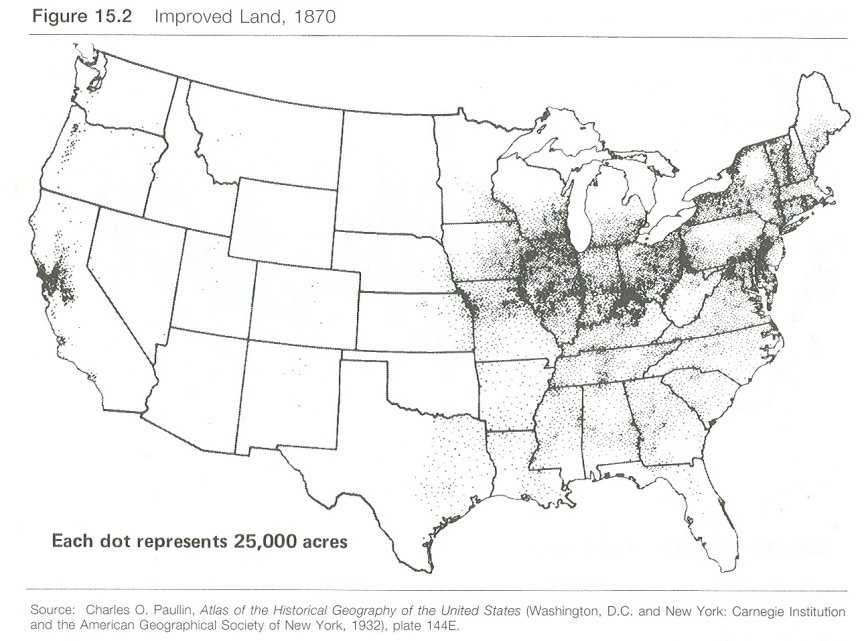 Figure 15.2 Improved Land, 1870
Each dot represents 25,000 acres
Source: Charles O. Paullin, Atlas of the Historical Geography of the United States (Washington, D.C. and New York: Carnegie Institution
and the American Geographical Society of New York, 1932), plate 144E.